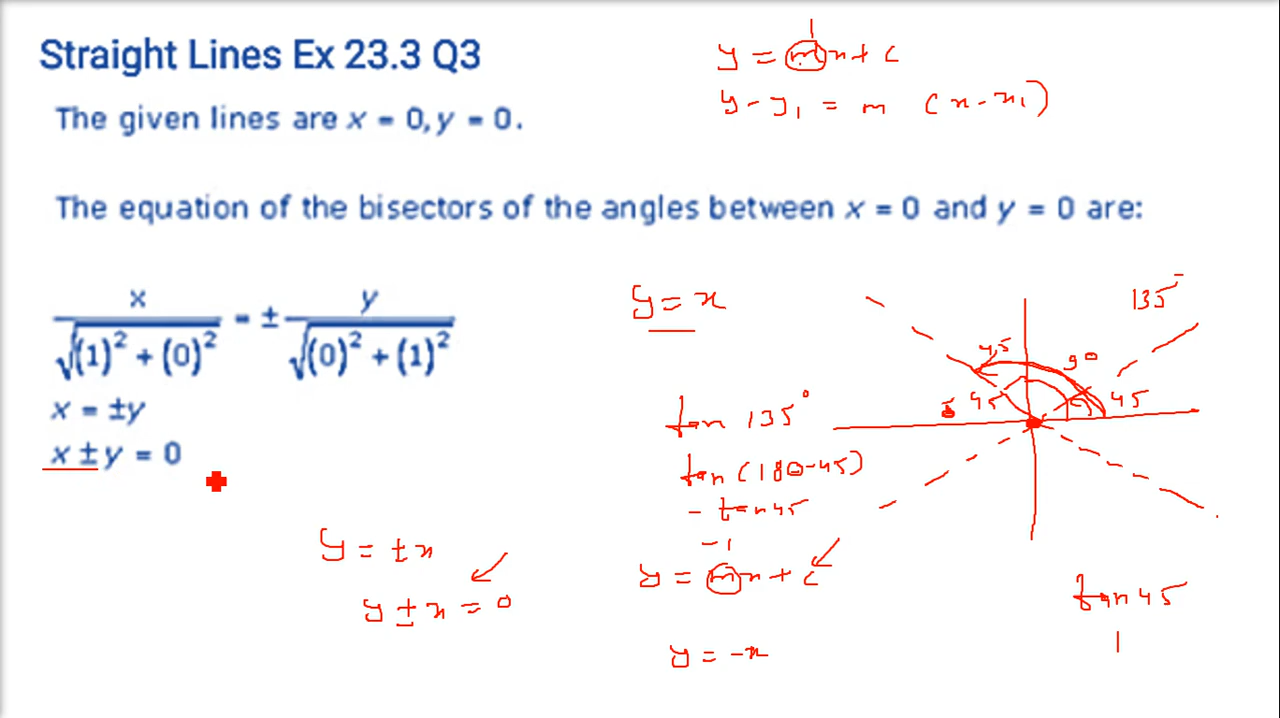 Straight Lines Ex 23.3 Q3
The given lines are x = 0, y = 0.
The equation of the bisectors of the angles between x = 0 and y = 0 are:
x / √((1)² + (0)²) = ± y / √((0)² + (1)²)
x = ±y
x ± y = 0
1
y = mx + c
y - y₁ = m (x - x₁)
y = x
135°
45
90
45
45
tan 135°
tan (180-45)
- tan 45
-1
y = mx + c
y = -x
y = ±x
y ± x = 0
tan 45
1